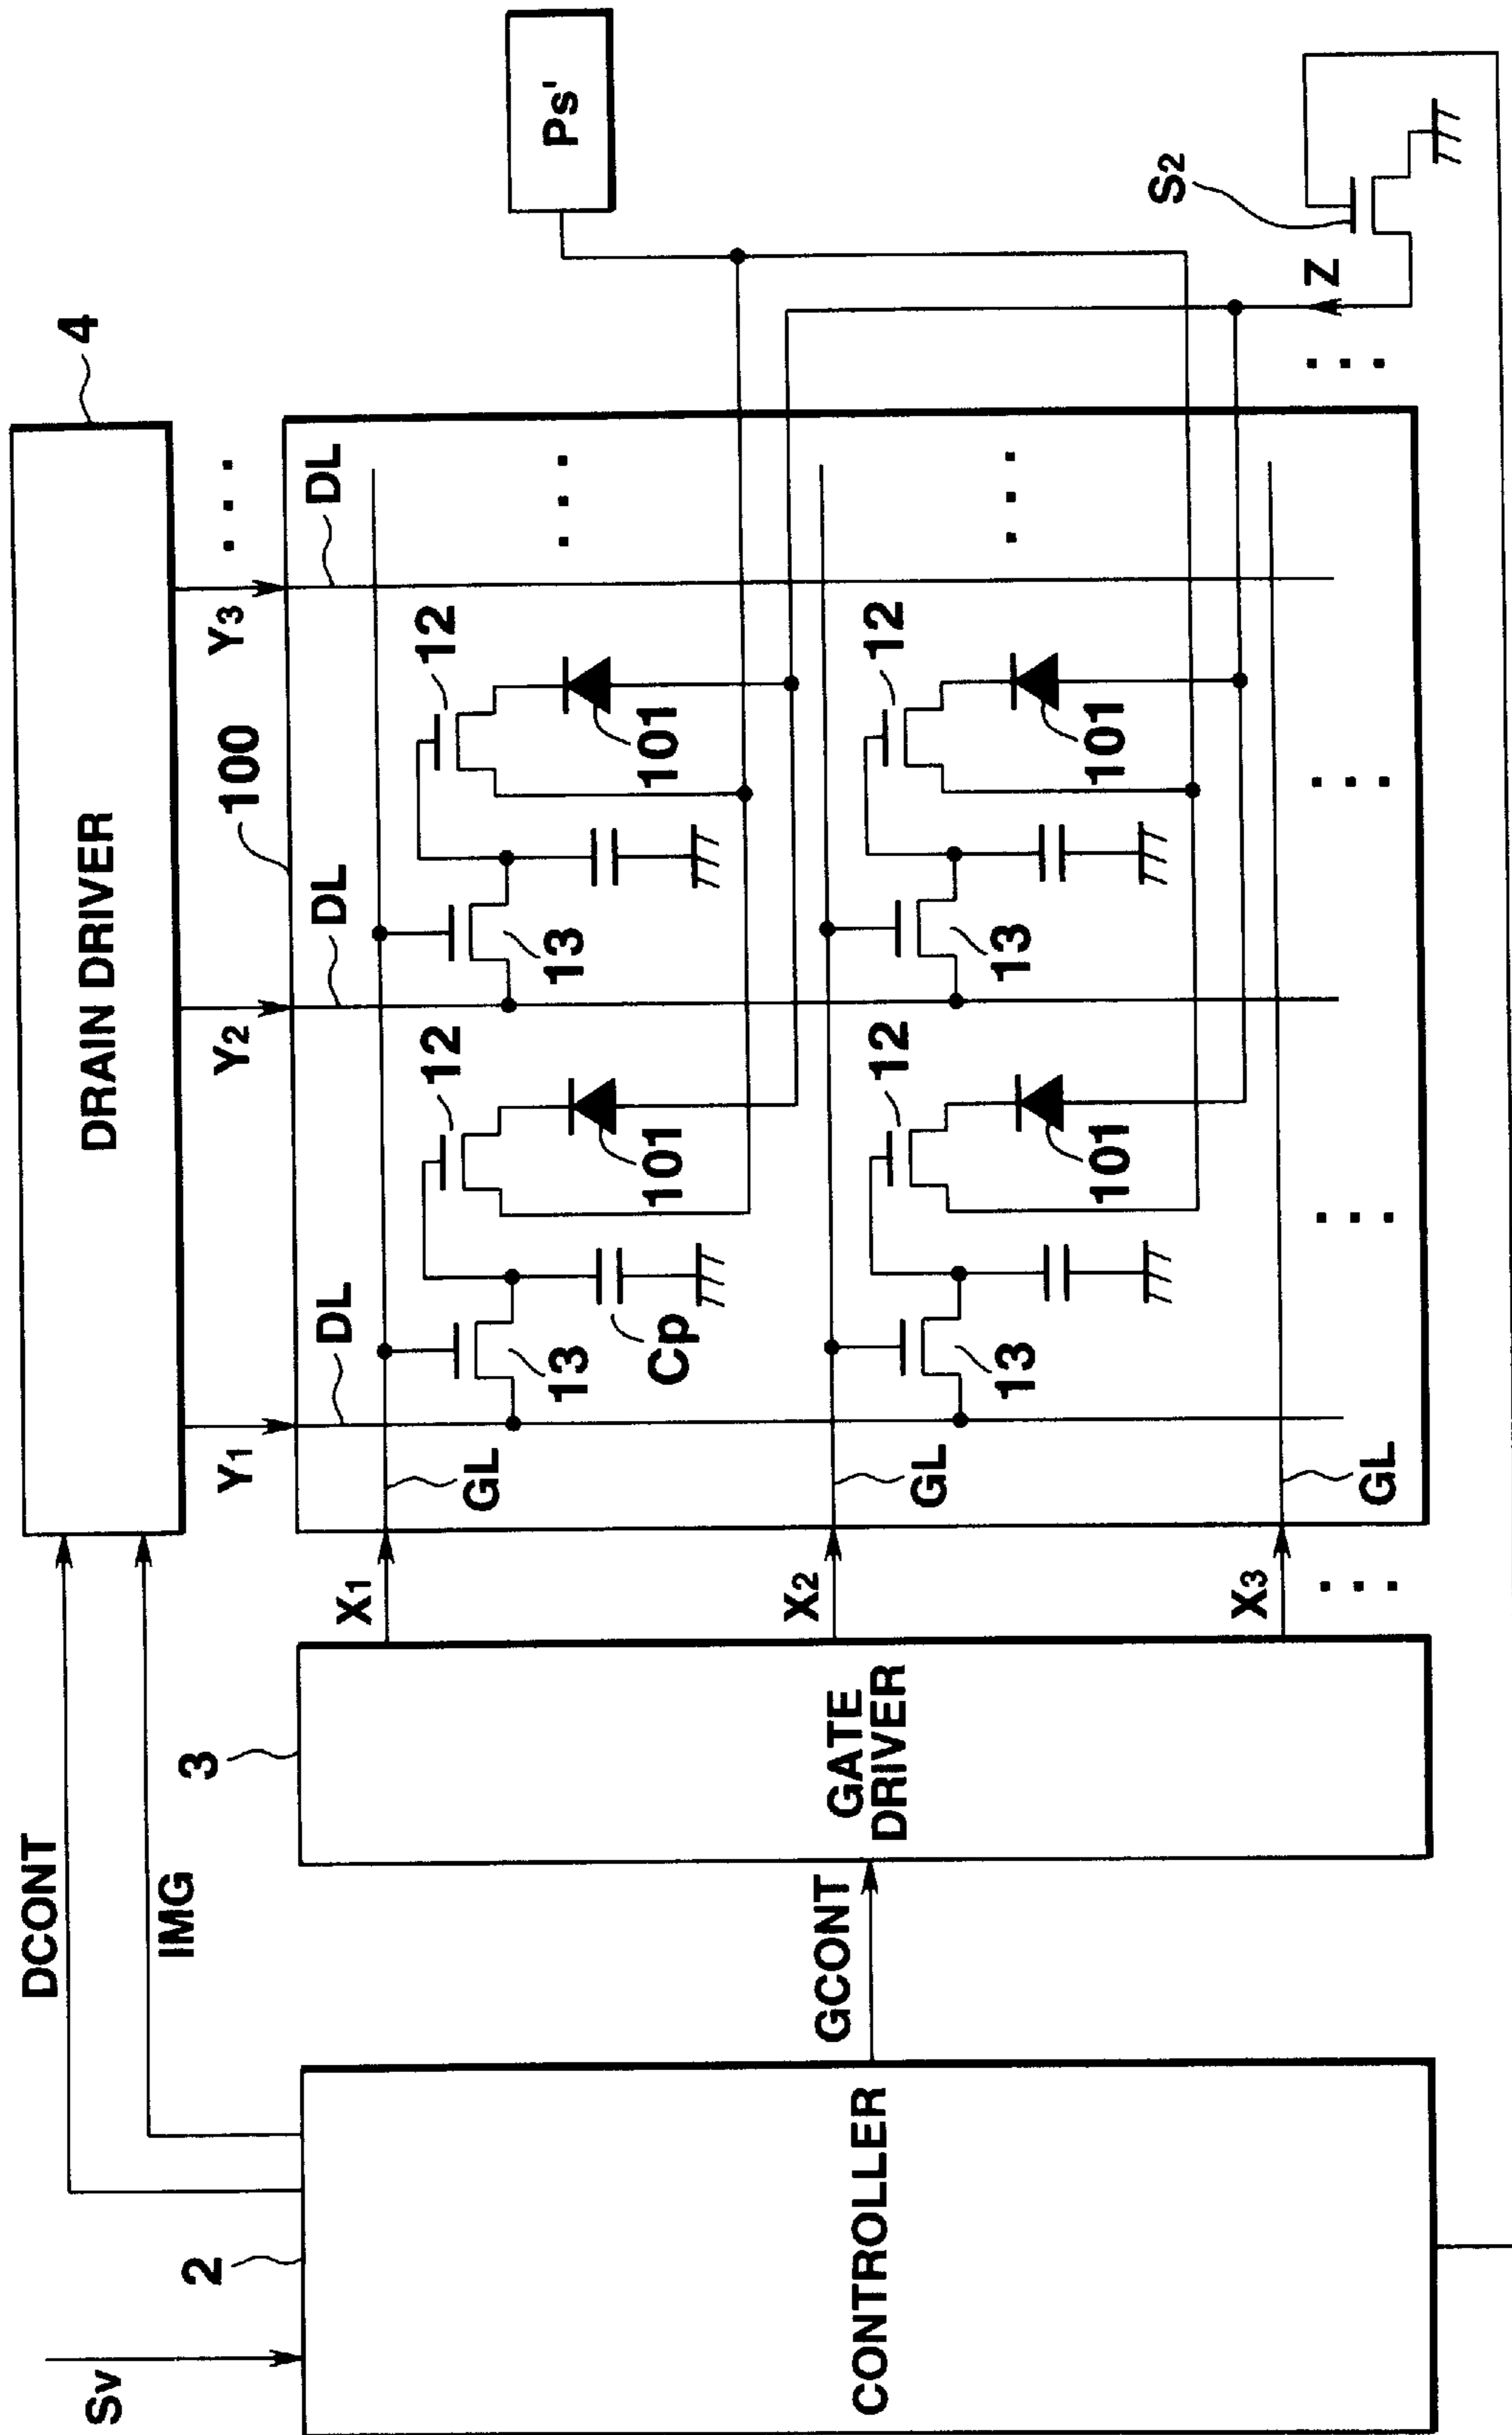 Sv
2
CONTROLLER
DCONT
IMG
GCONT
3
GATE
DRIVER
4
DRAIN DRIVER
X1
X2
X3
Y1
Y2
Y3
100
DL
DL
DL
GL
GL
GL
13
Cp
12
101
13
12
101
13
12
101
13
12
101
Ps'
S2
Z